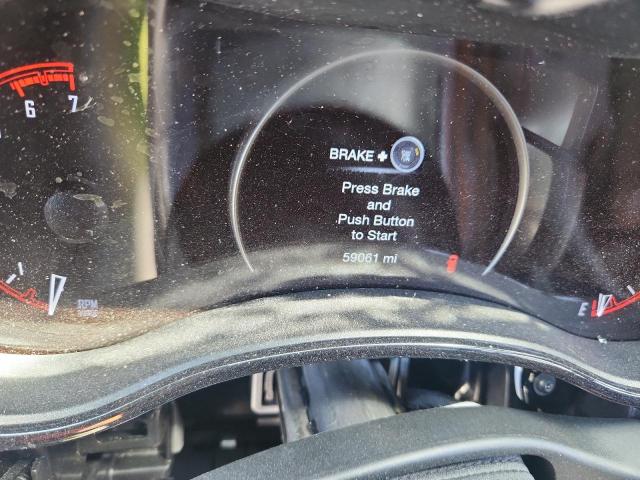 6 7
BRAKE +
Press Brake
and
Push Button
to Start
59061 mi
RPM
E